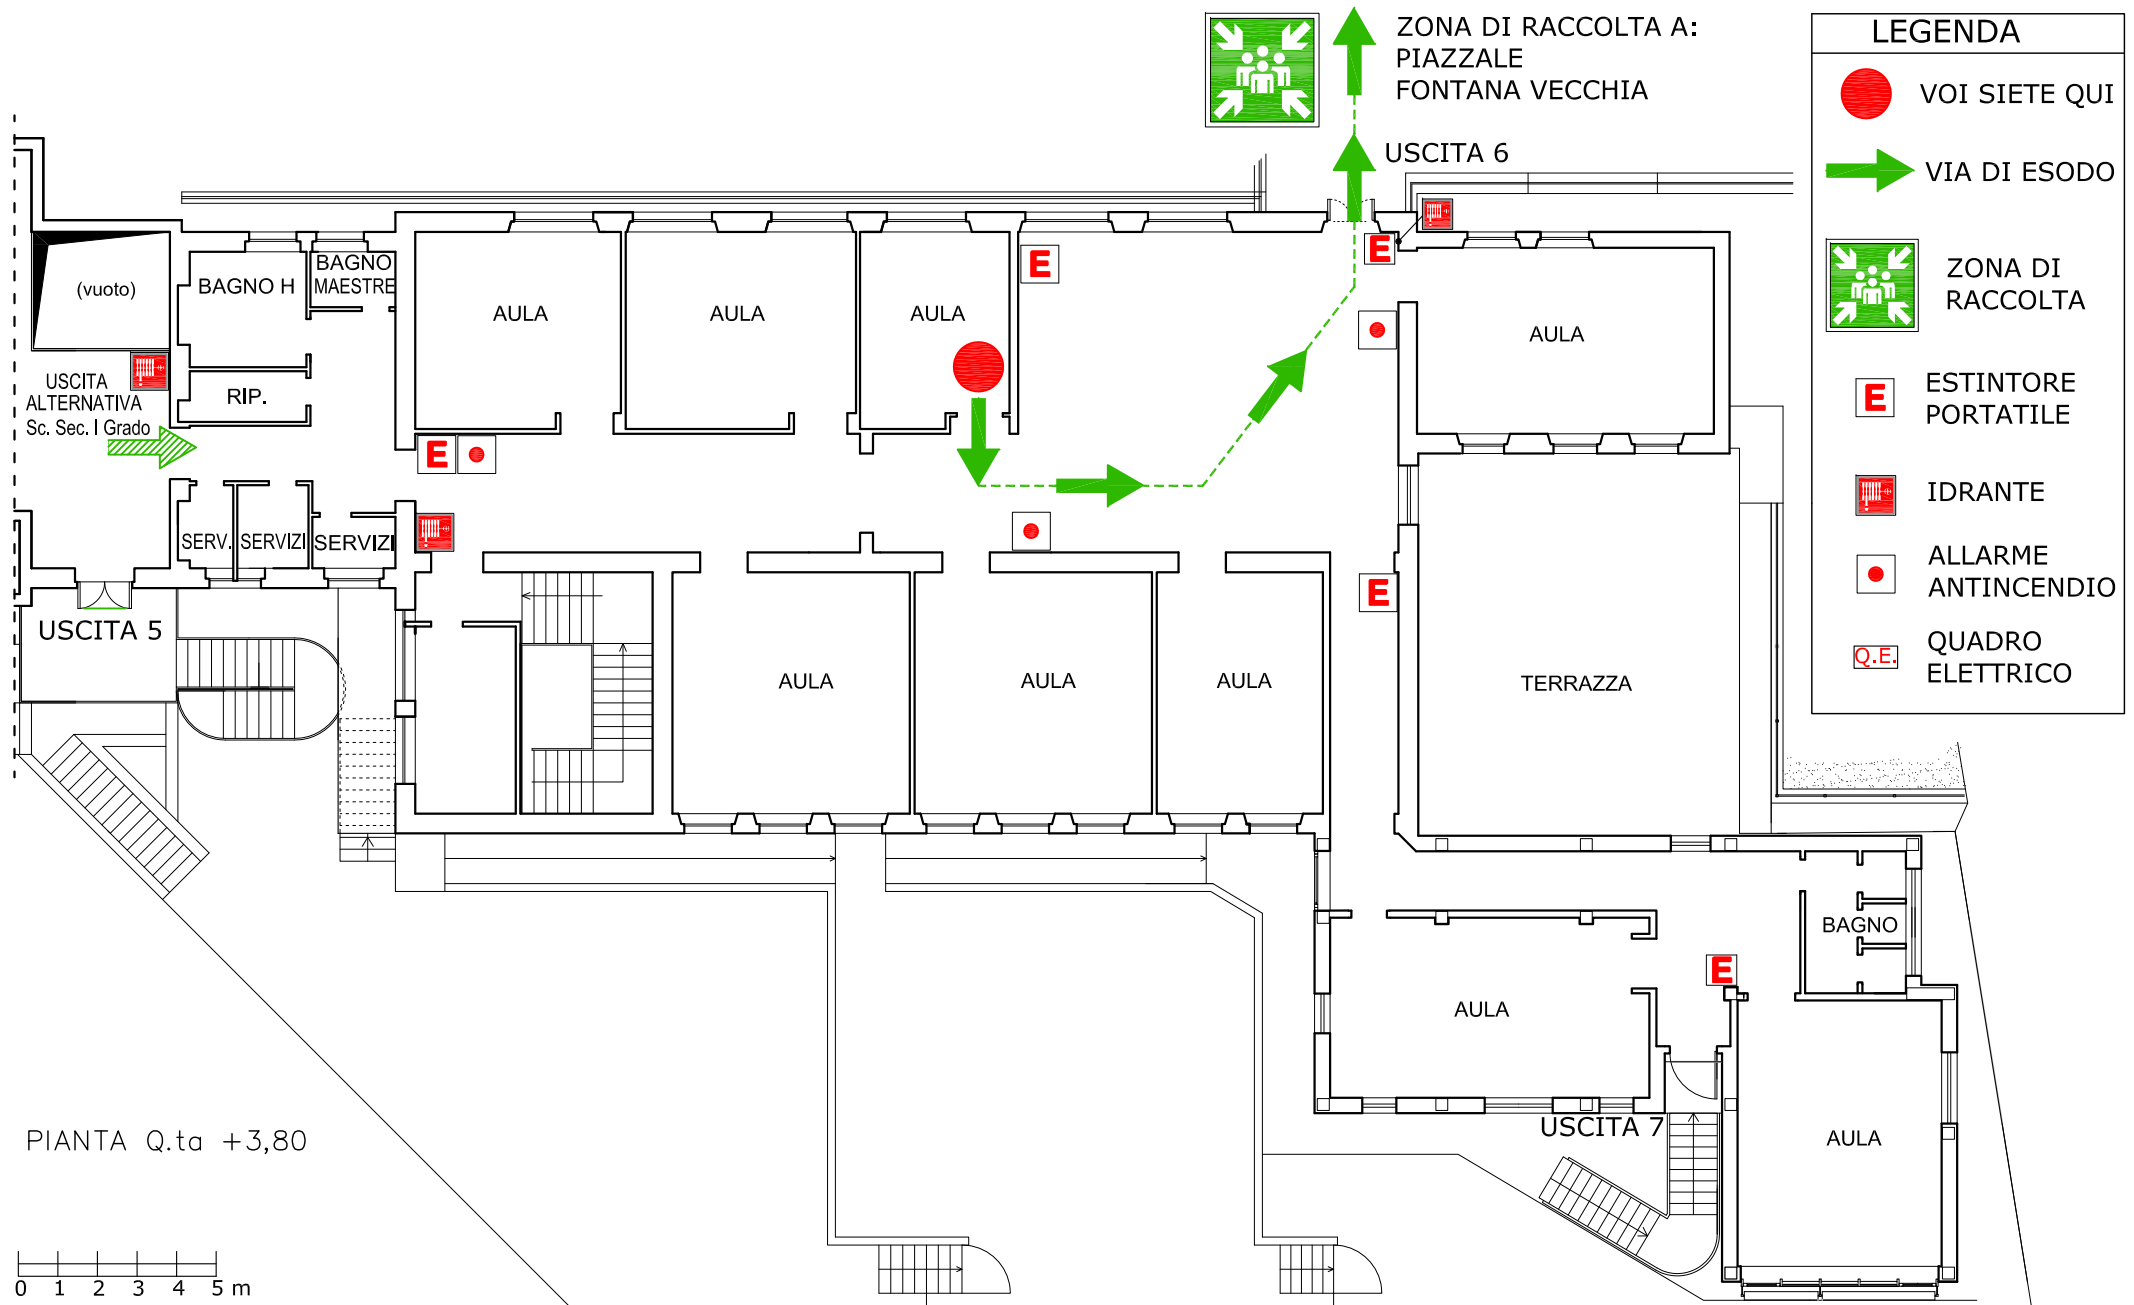 ZONA DI RACCOLTA A:
PIAZZALE
FONTANA VECCHIA
USCITA 6
LEGENDA
VOI SIETE QUI
VIA DI ESODO
ZONA DI
RACCOLTA
E
ESTINTORE
PORTATILE
IDRANTE
ALLARME
ANTINCENDIO
Q.E.
QUADRO
ELETTRICO
(vuoto)
BAGNO H
BAGNO
MAESTRE
AULA
AULA
AULA
E
E
AULA
USCITA
ALTERNATIVA
Sc. Sec. I Grado
RIP.
E
SERV.
SERVIZI
SERVIZI
E
USCITA 5
AULA
AULA
AULA
TERRAZZA
BAGNO
E
AULA
USCITA 7
AULA
PIANTA Q.ta +3,80
0 1 2 3 4 5 m